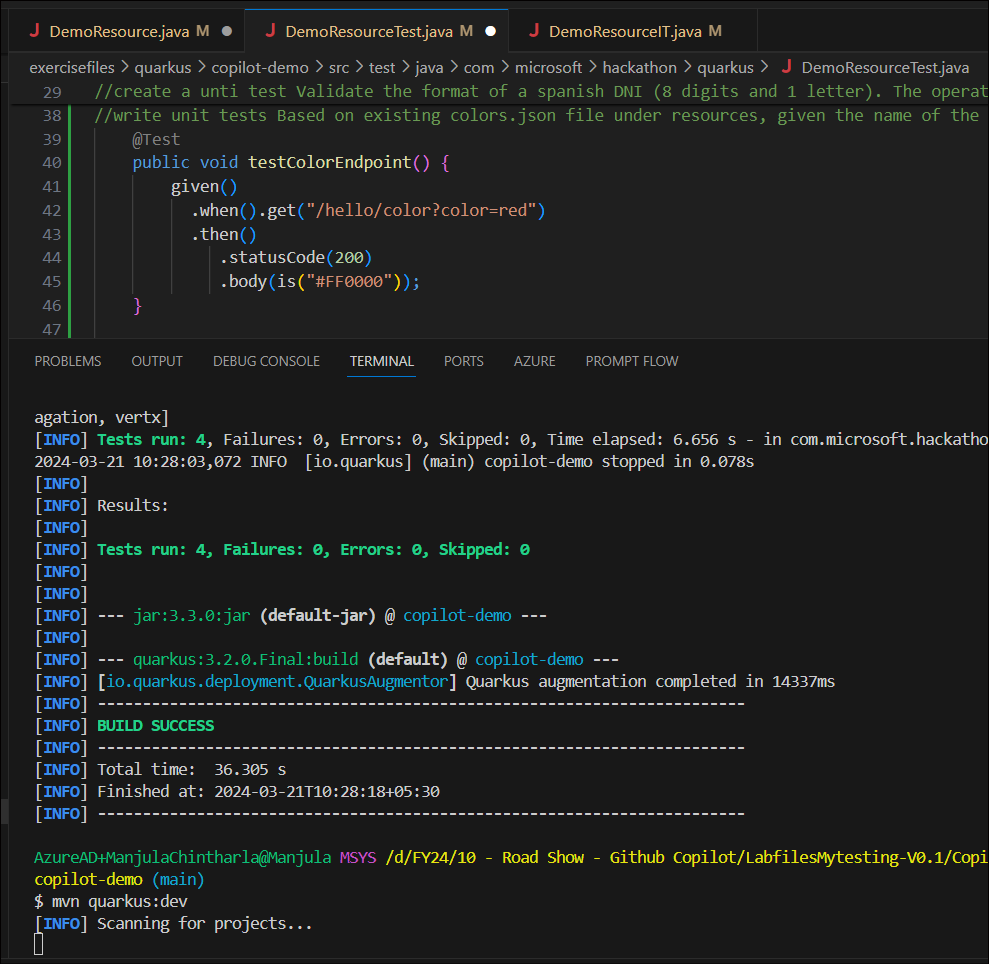 J DemoResource.java M
J DemoResourceTest.java M
J DemoResourceIT.java M
exercisefiles > quarkus > copilot-demo > src > test > java > com > microsoft > hackathon > quarkus > J DemoResourceTest.java
29 //create a unti test Validate the format of a spanish DNI (8 digits and 1 letter). The operat
38 //write unit tests Based on existing colors.json file under resources, given the name of the
39 @Test
40 public void testColorEndpoint() {
41 given()
42 .when().get("/hello/color?color=red")
43 .then()
44 .statusCode(200)
45 .body(is("#FF0000"));
46 }
47
PROBLEMS OUTPUT DEBUG CONSOLE TERMINAL PORTS AZURE PROMPT FLOW
agation, vertx]
[INFO] Tests run: 4, Failures: 0, Errors: 0, Skipped: 0, Time elapsed: 6.656 s - in com.microsoft.hackatho
2024-03-21 10:28:03,072 INFO  [io.quarkus] (main) copilot-demo stopped in 0.078s
[INFO]
[INFO] Results:
[INFO]
[INFO] Tests run: 4, Failures: 0, Errors: 0, Skipped: 0
[INFO]
[INFO]
[INFO] --- jar:3.3.0:jar (default-jar) @ copilot-demo ---
[INFO]
[INFO] --- quarkus:3.2.0.Final:build (default) @ copilot-demo ---
[INFO] [io.quarkus.deployment.QuarkusAugmentor] Quarkus augmentation completed in 14337ms
[INFO] ------------------------------------------------------------------------
[INFO] BUILD SUCCESS
[INFO] ------------------------------------------------------------------------
[INFO] Total time:  36.305 s
[INFO] Finished at: 2024-03-21T10:28:18+05:30
[INFO] ------------------------------------------------------------------------
AzureAD+ManjulaChintharla@Manjula MSYS /d/FY24/10 - Road Show - Github Copilot/LabfilesMytesting-V0.1/Copi
copilot-demo (main)
$ mvn quarkus:dev
[INFO] Scanning for projects...